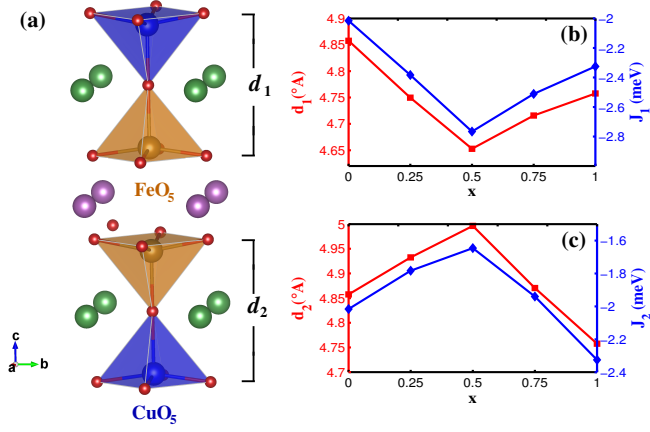 (a)
d1
FeO5
d2
CuO5
c
a
b
(b)
4.9
4.85
4.8
4.75
4.7
4.65
d1(°A)
−2
−2.2
−2.4
−2.6
−2.8
J1 (meV)
0
0.25
0.5
0.75
1
x
(c)
5
4.95
4.9
4.85
4.8
4.75
4.7
d2(°A)
−1.4
−1.6
−1.8
−2
−2.2
−2.4
J2 (meV)
0
0.25
0.5
0.75
1
x